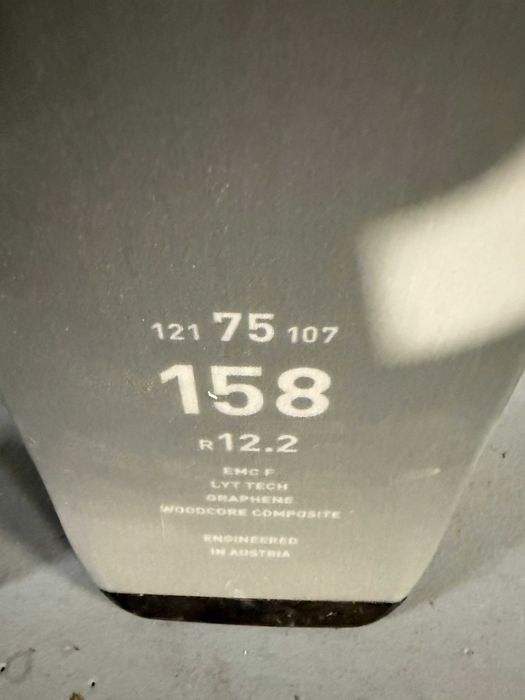 121 75 107
158
R12.2
EMC F
LYT TECH
GRAPHENE
WOODCORE COMPOSITE
ENGINEERED
IN AUSTRIA